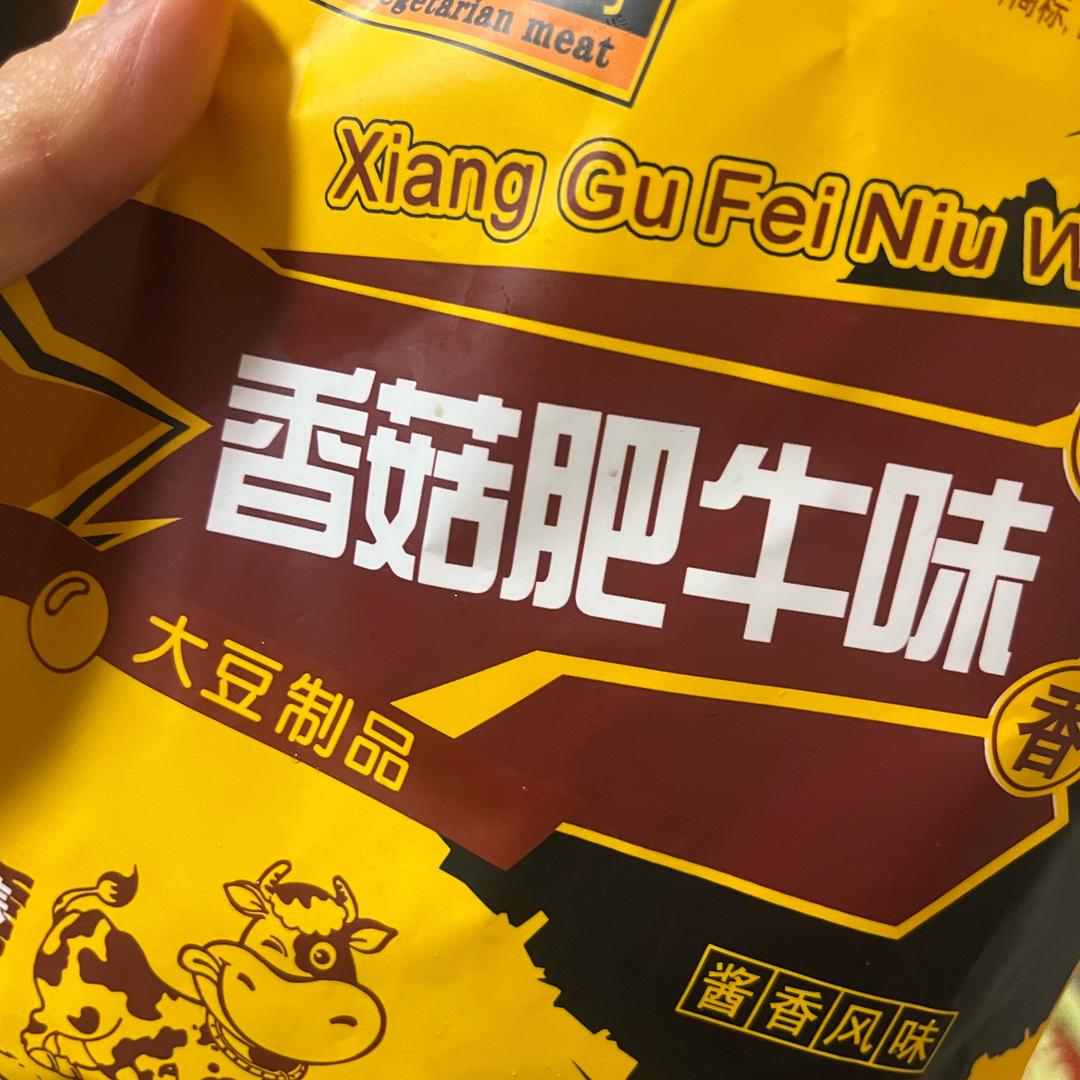 vegetarian meat
Xiang Gu Fei Niu W
香菇肥牛味
大豆制品
香
酱香风味